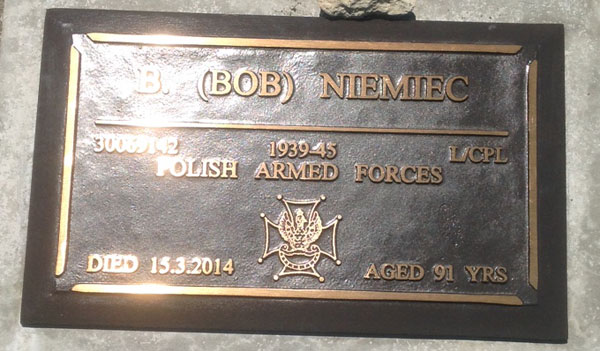 B. (BOB) NIEMIEC
30069142 1939-45 L/CPL
POLISH ARMED FORCES
DIED 15.3.2014 AGED 91 YRS